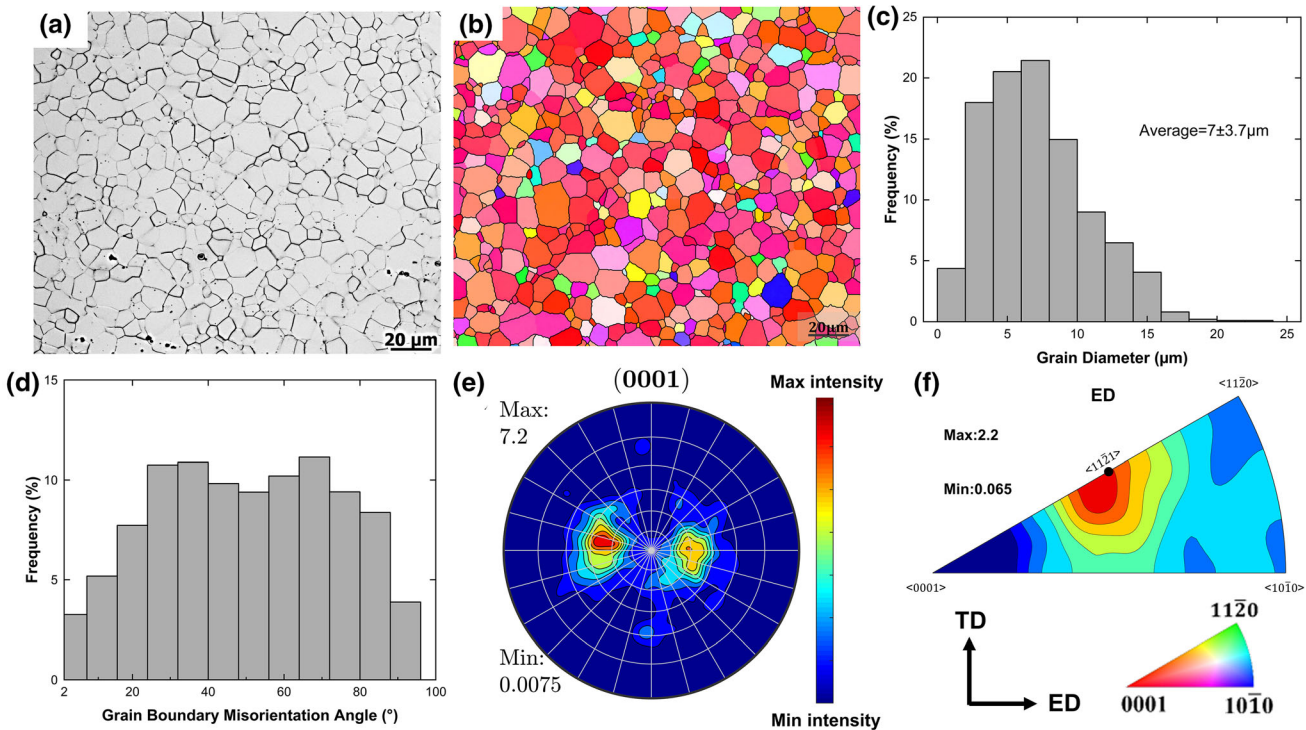 (a)
20 μm
(b)
20μm
(c)
25
20
15
10
5
0
Frequency (%)
Average=7±3.7μm
0 5 10 15 20 25
Grain Diameter (μm)
(d)
15
10
5
0
Frequency (%)
2 20 40 60 80 100
Grain Boundary Misorientation Angle (°)
(e)
(0001)
Max:
7.2
Min:
0.0075
Max intensity
Min intensity
(f)
ED
<112̅0>
Max:2.2
<112̅1>
Min:0.065
<0001>
<101̅0>
TD
ED
112̅0
0001
101̅0